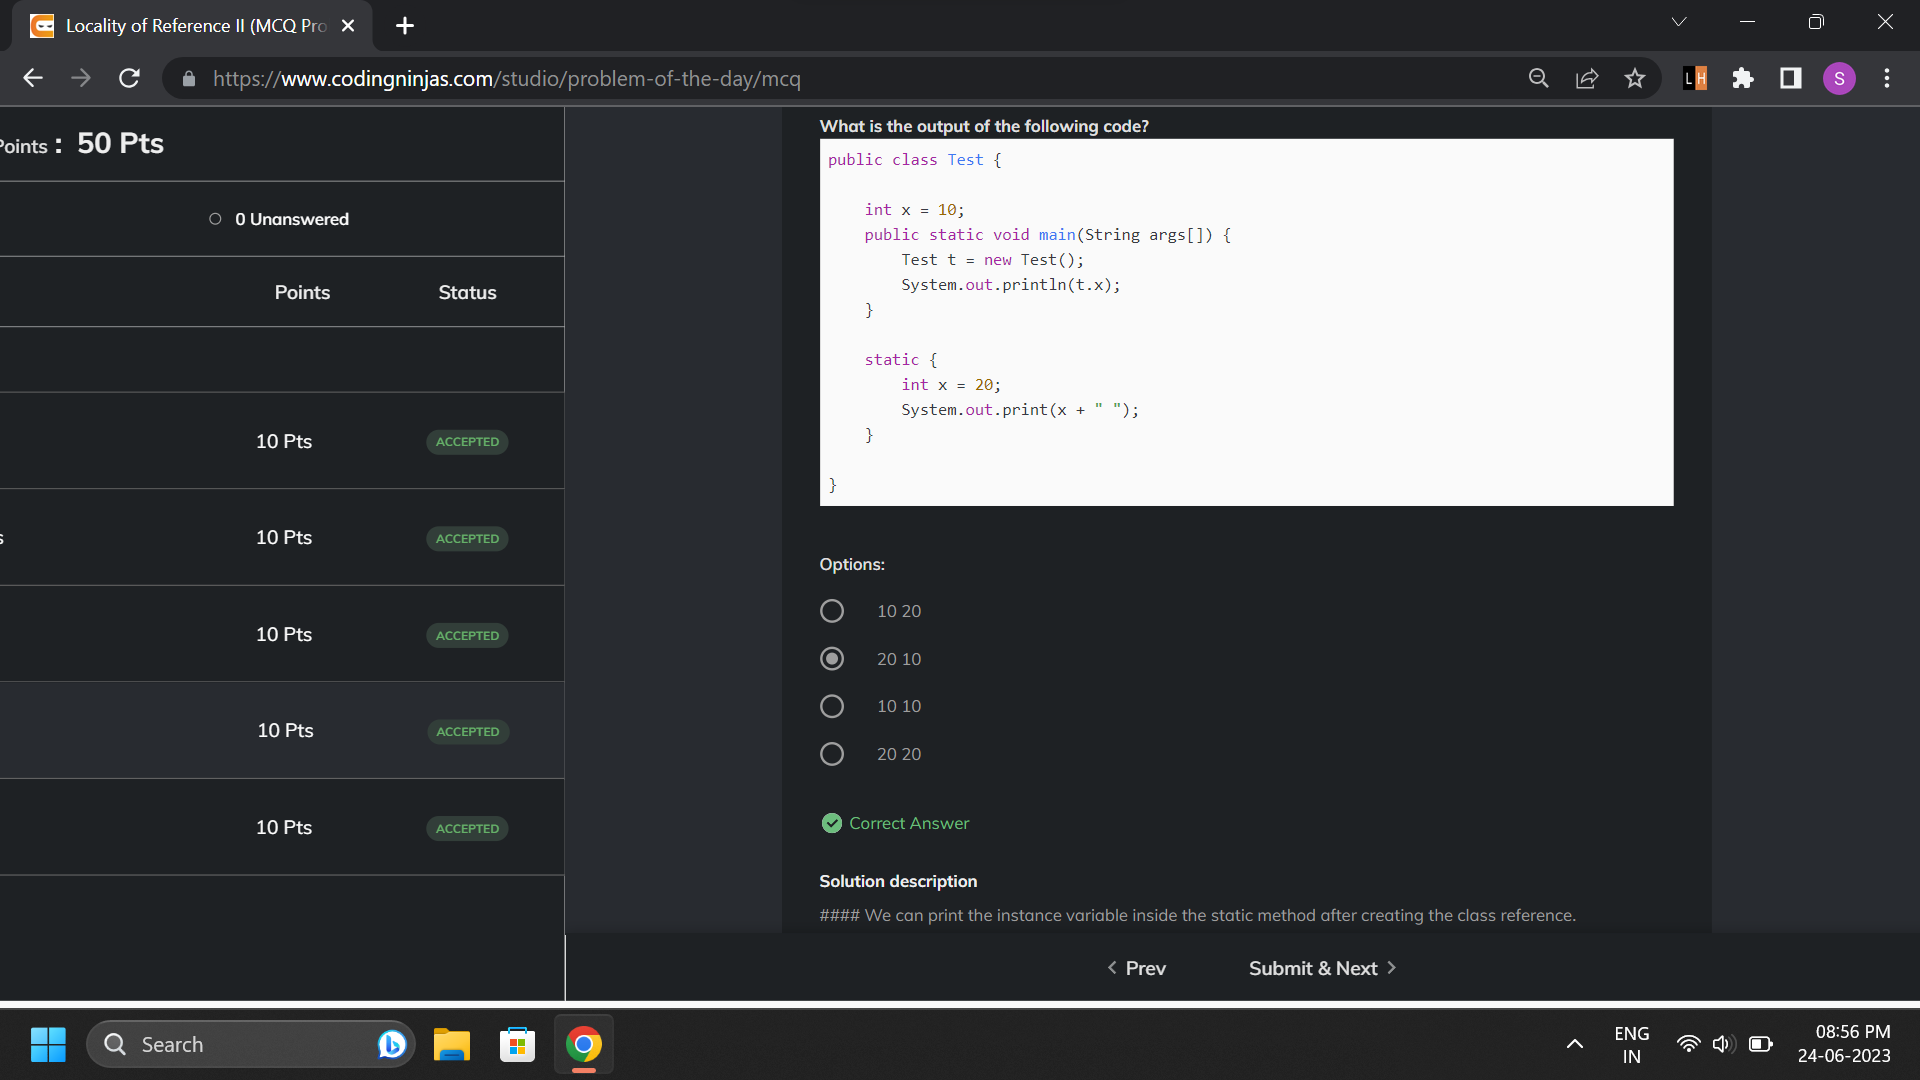 Locality of Reference II (MCQ Pro
https://www.codingninjas.com/studio/problem-of-the-day/mcq
LH
S
Points : 50 Pts
0 Unanswered
Points Status
10 Pts ACCEPTED
s 10 Pts ACCEPTED
10 Pts ACCEPTED
10 Pts ACCEPTED
10 Pts ACCEPTED
What is the output of the following code?
public class Test {
int x = 10;
public static void main(String args[]) {
Test t = new Test();
System.out.println(t.x);
}
static {
int x = 20;
System.out.print(x + " ");
}
}
Options:
10 20
20 10
10 10
20 20
Correct Answer
Solution description
#### We can print the instance variable inside the static method after creating the class reference.
Prev Submit & Next
Search
ENG
IN
08:56 PM
24-06-2023